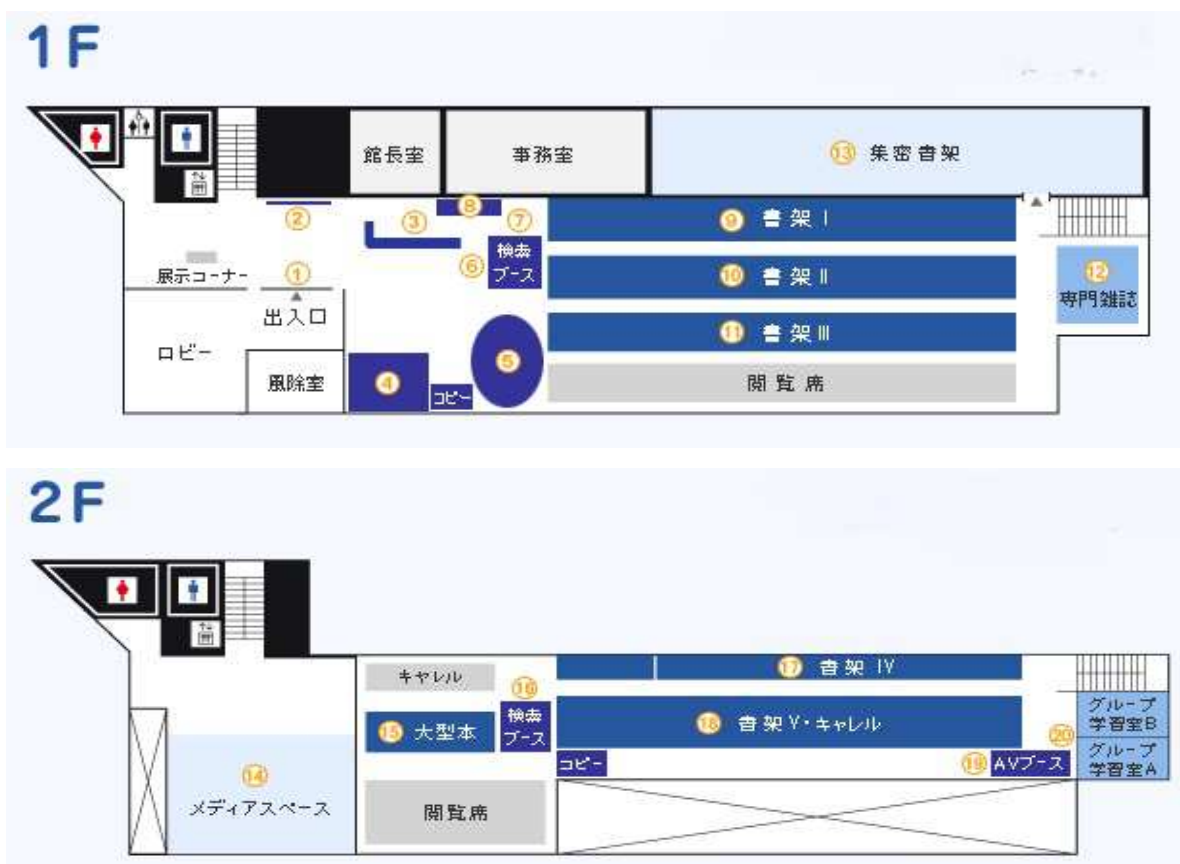 1F
館長室
事務室
⑬ 集密書架
②
③
⑧
⑦
⑨ 書架 Ⅰ
検索
ブース
⑥
展示コーナー
①
⑩ 書架 Ⅱ
⑫
専門雑誌
出入口
ロビー
⑪ 書架 Ⅲ
風除室
④
コピー
⑤
閲覧席
2F
キャレル
⑯
⑰ 書架 Ⅳ
⑮ 大型本
検索
ブース
⑱ 書架Ⅴ・キャレル
グループ
学習室B
⑳
コピー
⑲ AVブース
グループ
学習室A
⑭
メディアスペース
閲覧席